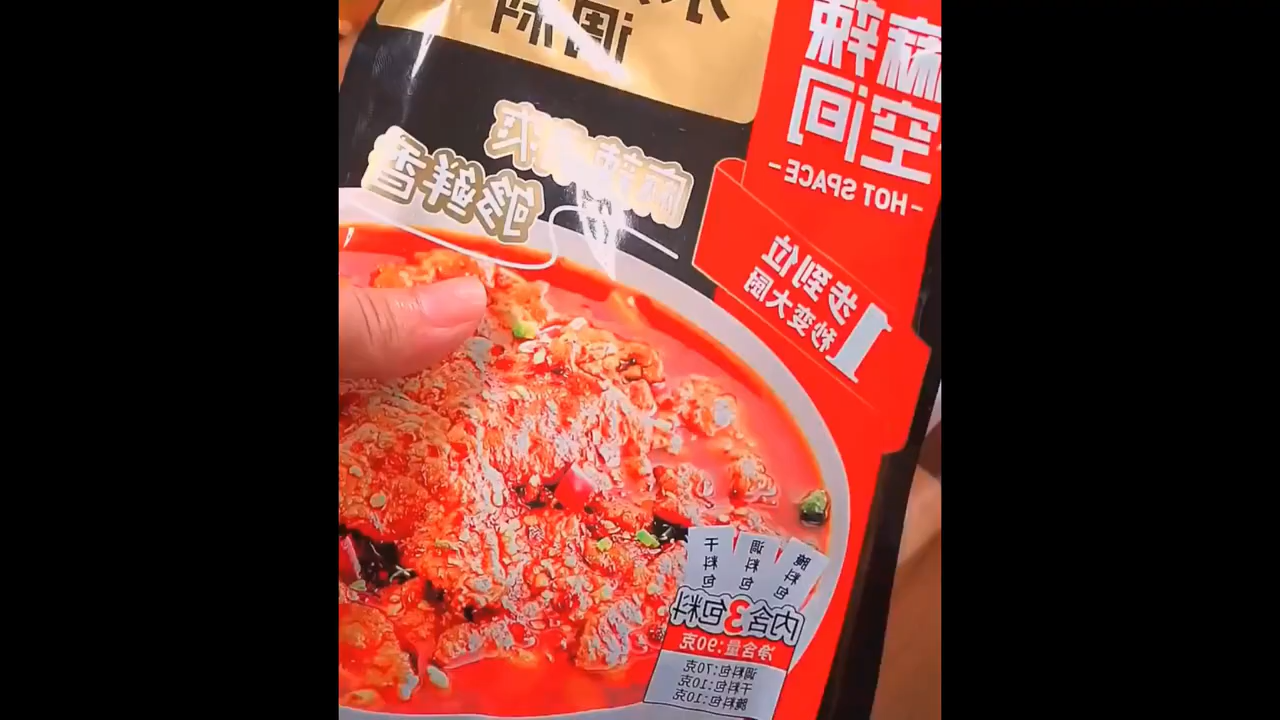 调料
麻辣
空间
- HOT SPACE -
麻辣
够鲜香
1步到位
秒变大厨
腌料包
调料包
干料包
内含3包料
净含量:90克
调料包:70克
干料包:10克
腌料包:10克